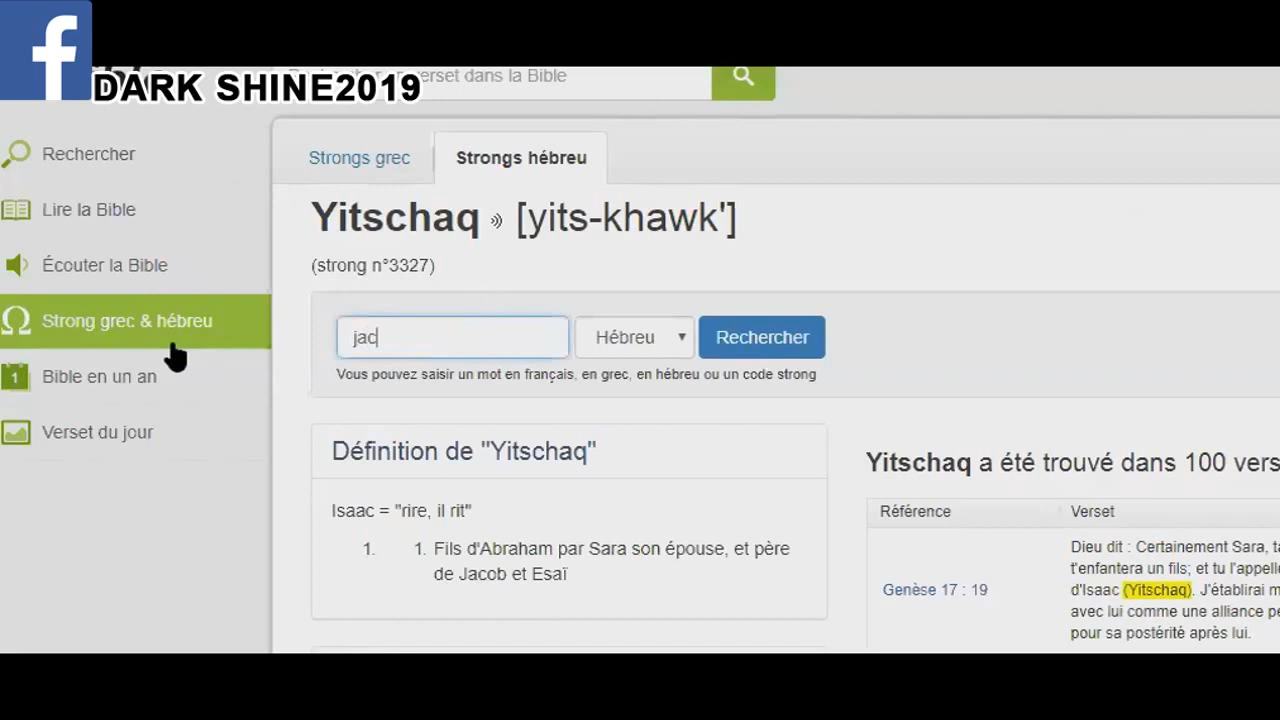 f
DARK SHINE2019
verset dans la Bible
Rechercher
Lire la Bible
Écouter la Bible
Strong grec & hébreu
1
Bible en un an
Verset du jour
Strongs grec
Strongs hébreu
Yitschaq [yits-khawk']
(strong n°3327)
jac
Hébreu ▾
Rechercher
Vous pouvez saisir un mot en français, en grec, en hébreu ou un code strong
Définition de "Yitschaq"
Isaac = "rire, il rit"
1. 1. Fils d'Abraham par Sara son épouse, et père
de Jacob et Esaï
Yitschaq a été trouvé dans 100 vers
Référence Verset
Genèse 17 : 19
Dieu dit : Certainement Sara, ta
t'enfantera un fils; et tu l'appelle
d'Isaac (Yitschaq). J'établirai m
avec lui comme une alliance pe
pour sa postérité après lui.